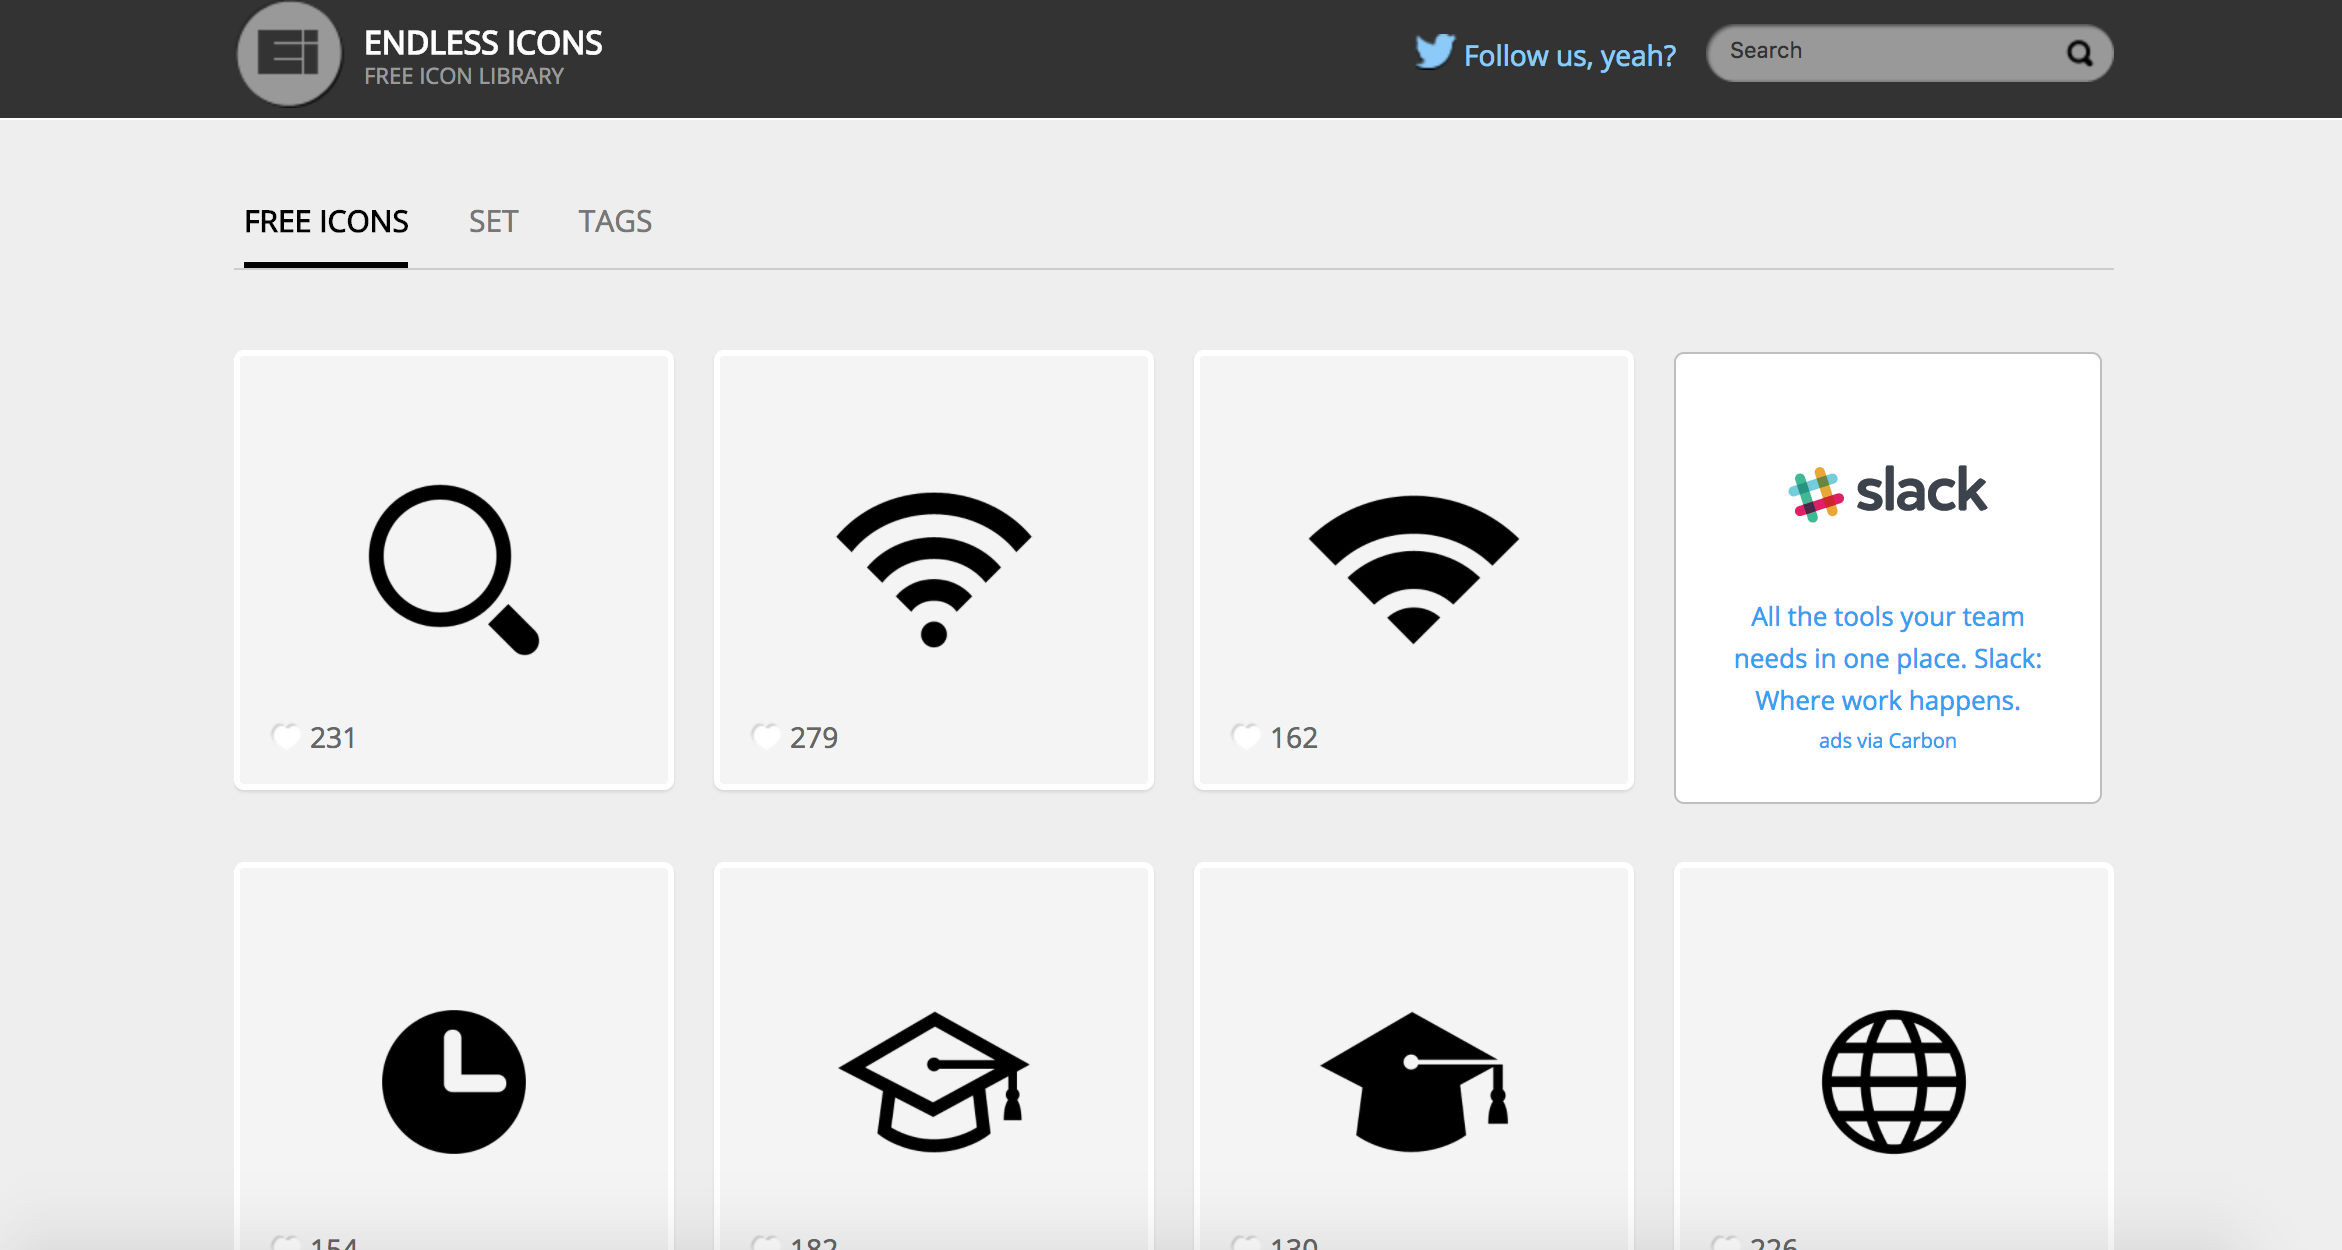 ENDLESS ICONS
FREE ICON LIBRARY
Follow us, yeah?
Search
FREE ICONS
SET
TAGS
slack
All the tools your team
needs in one place. Slack:
Where work happens.
ads via Carbon
231
279
162
154
182
130
226